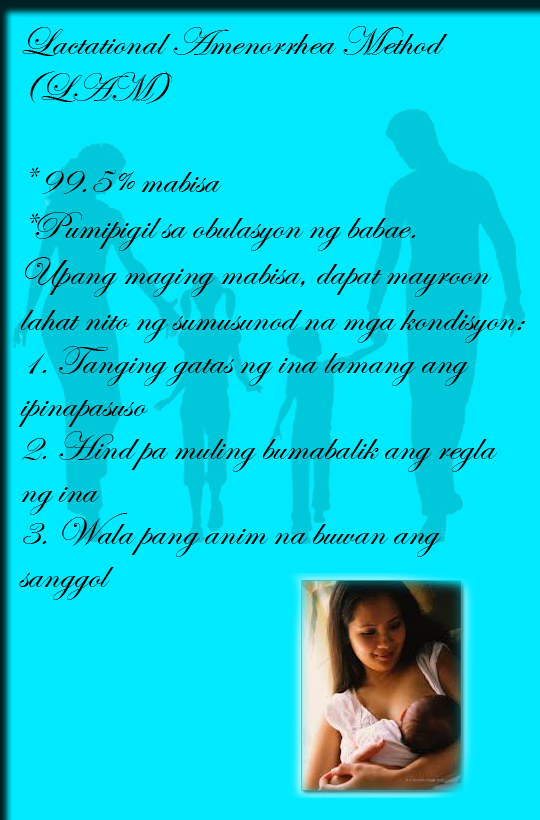 Lactational Amenorrhea Method
(LAM)
*99.5% mabisa
*Pumipigil sa obulasyon ng babae.
Upang maging mabisa, dapat mayroon
lahat nito ng sumusunod na mga kondisyon:
1. Tanging gatas ng ina lamang ang
ipinapasuso
2. Hind pa muling bumabalik ang regla
ng ina
3. Wala pang anim na buwan ang
sanggol